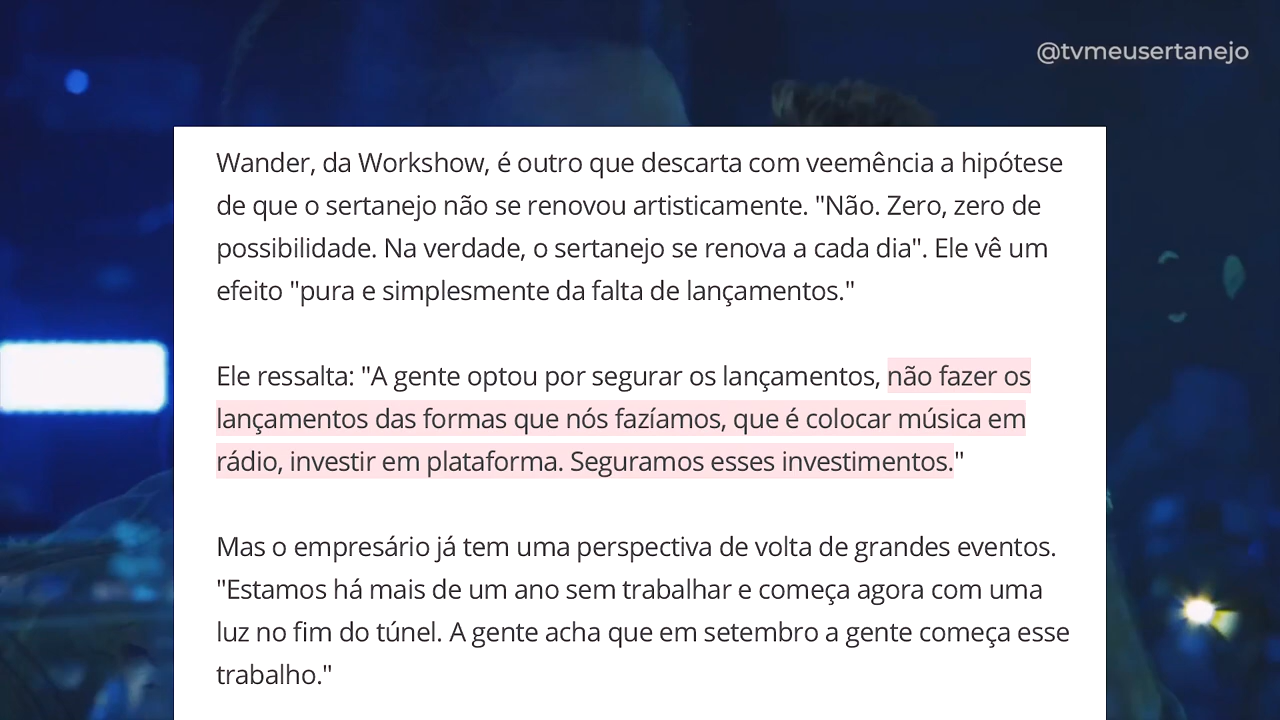 @tvmeusertanejo
Wander, da Workshow, é outro que descarta com veemência a hipótese
de que o sertanejo não se renovou artisticamente. "Não. Zero, zero de
possibilidade. Na verdade, o sertanejo se renova a cada dia". Ele vê um
efeito "pura e simplesmente da falta de lançamentos."
Ele ressalta: "A gente optou por segurar os lançamentos, não fazer os
lançamentos das formas que nós fazíamos, que é colocar música em
rádio, investir em plataforma. Seguramos esses investimentos."
Mas o empresário já tem uma perspectiva de volta de grandes eventos.
"Estamos há mais de um ano sem trabalhar e começa agora com uma
luz no fim do túnel. A gente acha que em setembro a gente começa esse
trabalho."